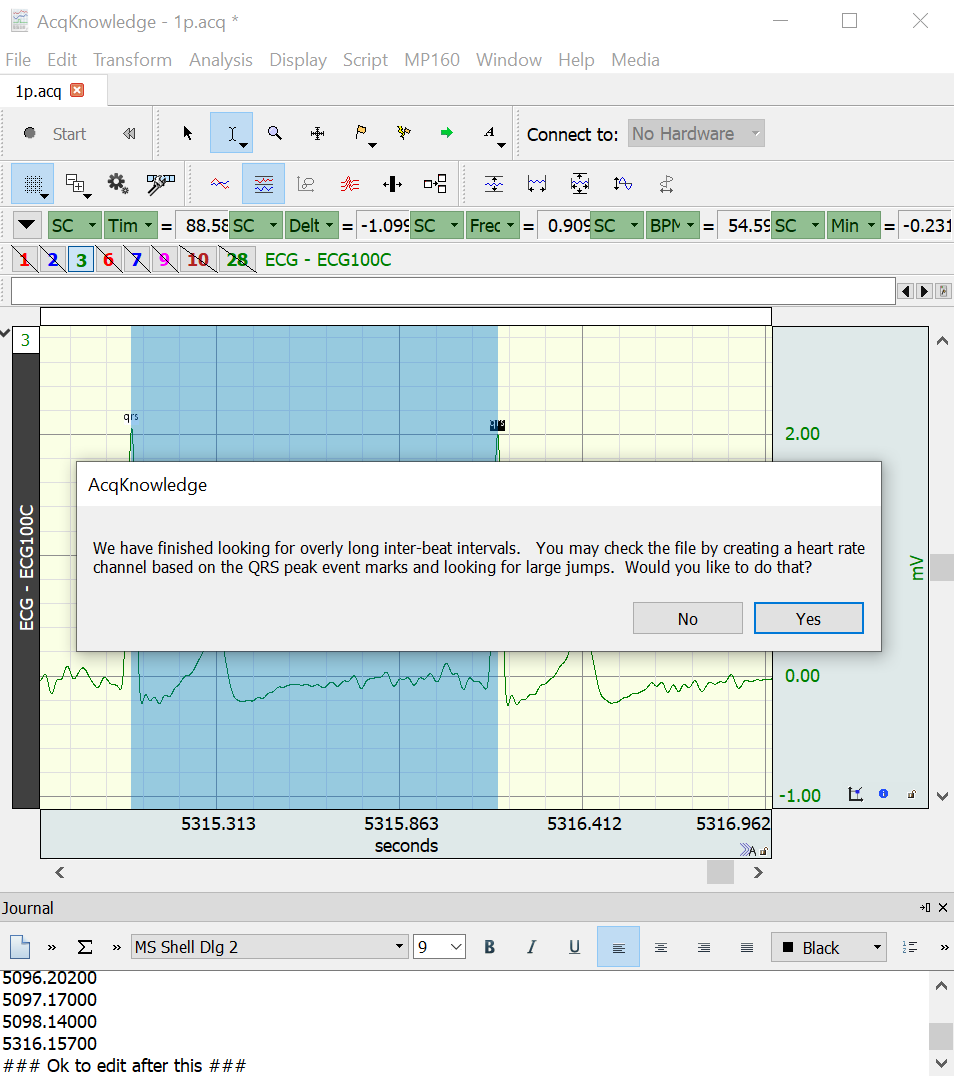 AcqKnowledge - 1p.acq *
File Edit Transform Analysis Display Script MP160 Window Help Media
1p.acq
Start Connect to: No Hardware
SC Tim = 88.58 SC Delt = -1.099 SC Frec = 0.909 SC BPM = 54.59 SC Min = -0.231
1 2 3 6 7 9 10 28 ECG - ECG100C
3
qrs
qrs
2.00
AcqKnowledge
We have finished looking for overly long inter-beat intervals. You may check the file by creating a heart rate
channel based on the QRS peak event marks and looking for large jumps. Would you like to do that?
No Yes
ECG - ECG100C
mV
0.00
-1.00
5315.313 5315.863 5316.412 5316.962
seconds
A
Journal
MS Shell Dlg 2 9 B I U Black
5096.20200
5097.17000
5098.14000
5316.15700
### Ok to edit after this ###